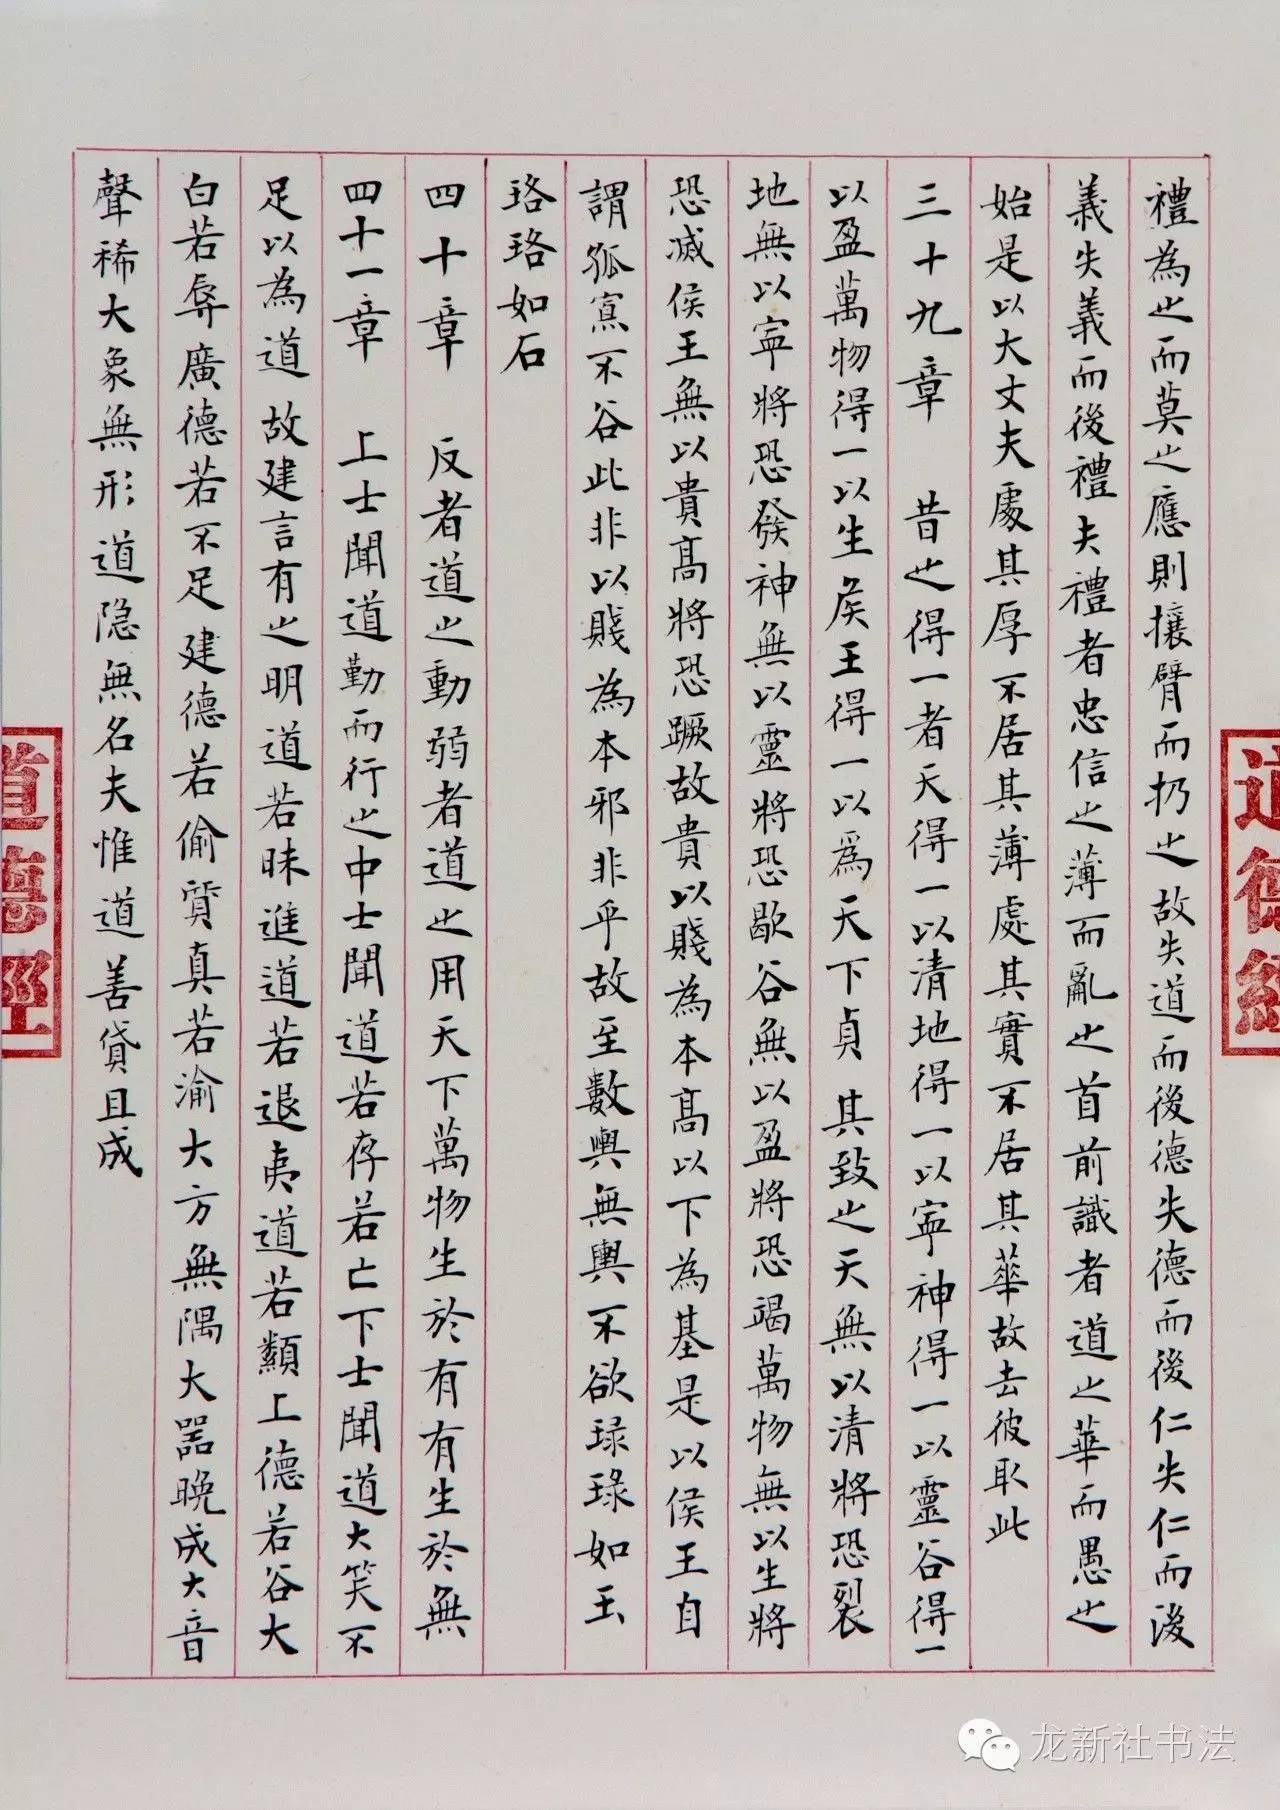 禮為之而莫之應則攘臂而扔之故失道而後德失德而後仁失仁而後
義失義而後禮夫禮者忠信之薄而亂之首前識者道之華而愚之
始是以大丈夫處其厚不居其薄處其實不居其華故去彼取此
三十九章　昔之得一者天得一以清地得一以寧神得一以靈谷得一
以盈萬物得一以生侯王得一以爲天下貞　其致之天無以清將恐裂
地無以寧將恐發神無以靈將恐歇谷無以盈將恐竭萬物無以生將
恐滅侯王無以貴高將恐蹶故貴以賤為本高以下為基是以侯王自
謂孤寡不谷此非以賤為本邪非乎故至數輿無輿不欲琭琭如玉
珞珞如石
四十章　反者道之動弱者道之用天下萬物生於有有生於無
四十一章　上士聞道勤而行之中士聞道若存若亡下士聞道大笑不
足以為道　故建言有之明道若昧進道若退夷道若纇上德若谷大
白若辱廣德若不足建德若偷質真若渝大方無隅大器晚成大音
聲稀大象無形道隐無名夫惟道善貸且成
道德經
道德經
龙新社书法